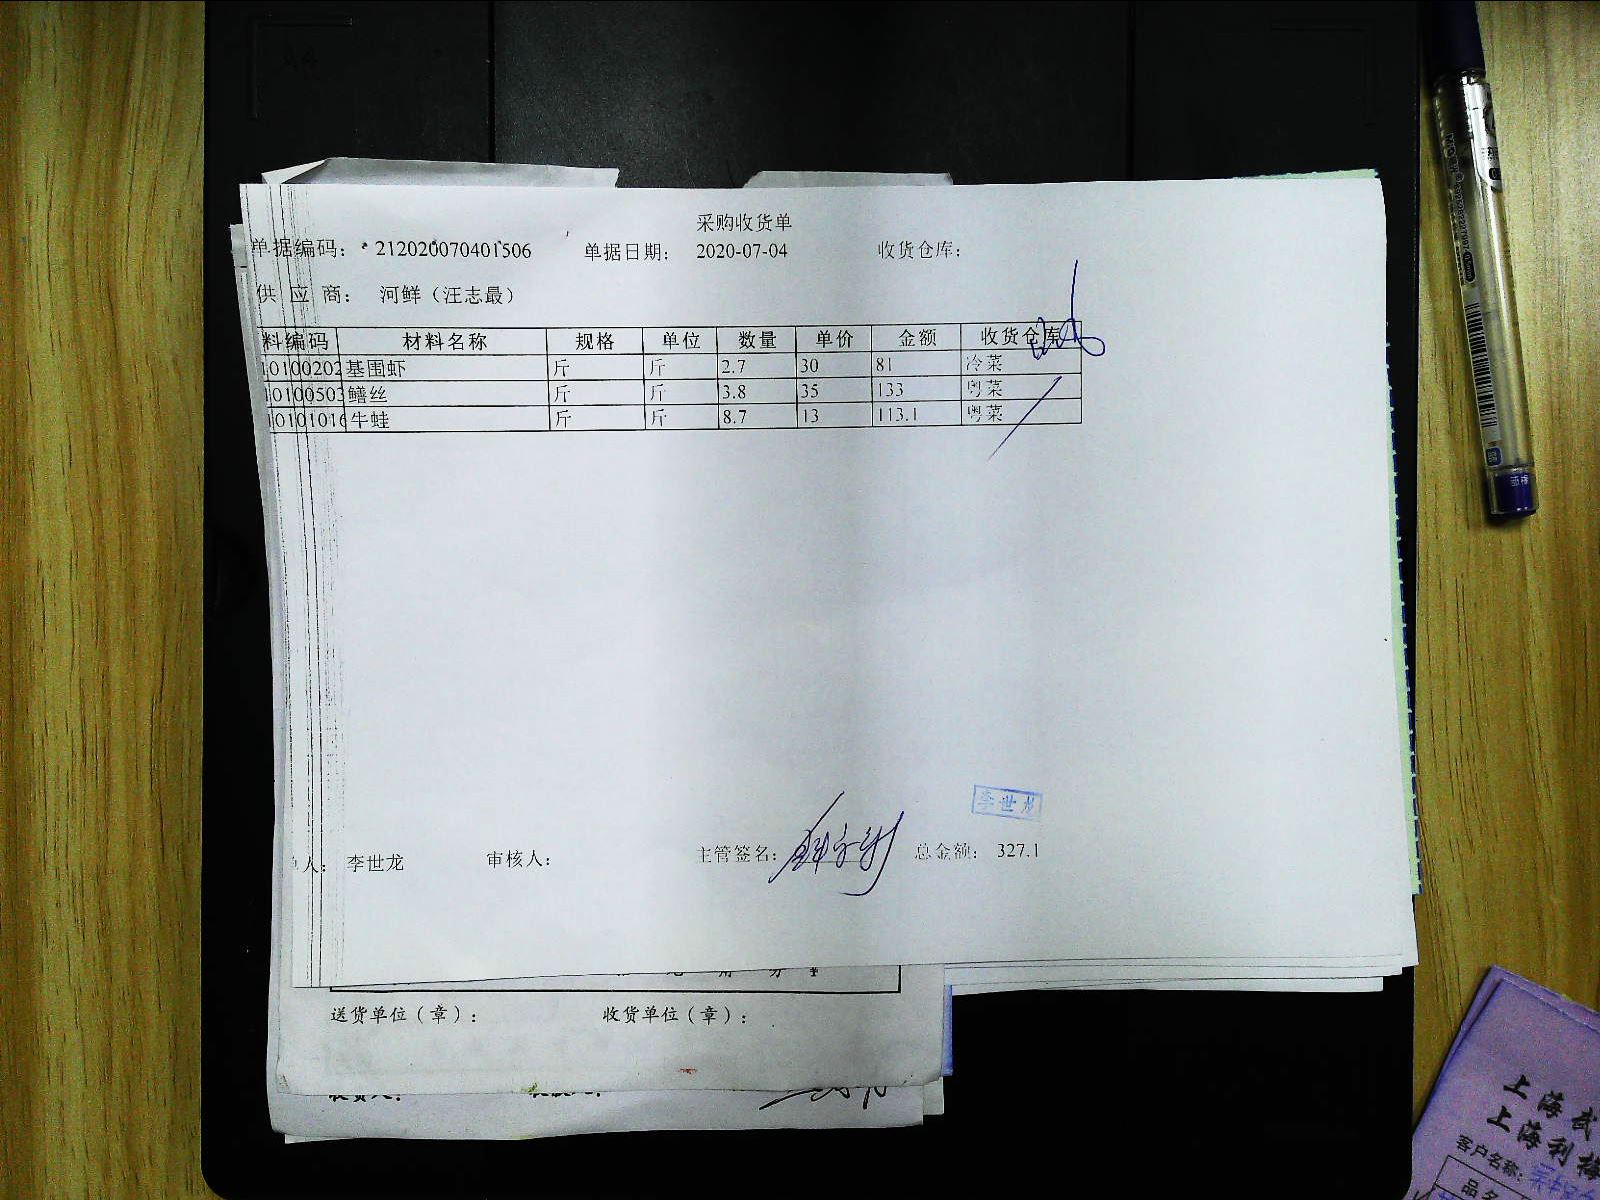 采购收货单
单据编码： 212020070401506 单据日期： 2020-07-04 收货仓库：
供 应 商： 河鲜（汪志最）
料编码 材料名称 规格 单位 数量 单价 金额 收货仓库
10100202 基围虾 斤 斤 2.7 30 81 冷菜
10100503 鳝丝 斤 斤 3.8 35 133 粤菜
10101016 牛蛙 斤 斤 8.7 13 113.1 粤菜
李世龙
人： 李世龙 审核人： 主管签名： 总金额： 327.1
送货单位（章）： 收货单位（章）：
上海武
上海利梅
客户名称：
品名